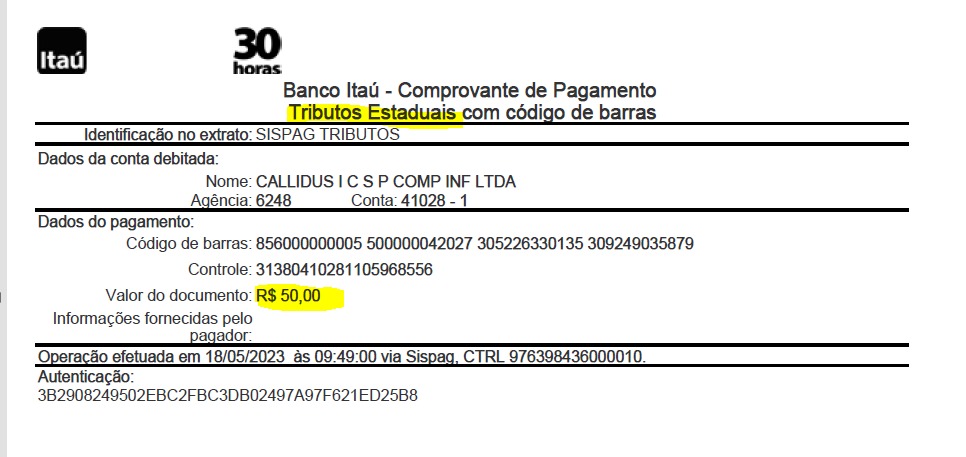 Itaú
30
horas
Banco Itaú - Comprovante de Pagamento
Tributos Estaduais com código de barras
Identificação no extrato: SISPAG TRIBUTOS
Dados da conta debitada:
Nome: CALLIDUS I C S P COMP INF LTDA
Agência: 6248 Conta: 41028 - 1
Dados do pagamento:
Código de barras: 856000000005 500000042027 305226330135 309249035879
Controle: 31380410281105968556
Valor do documento: R$ 50,00
Informações fornecidas pelo
pagador:
Operação efetuada em 18/05/2023 às 09:49:00 via Sispag, CTRL 976398436000010.
Autenticação:
3B2908249502EBC2FBC3DB02497A97F621ED25B8